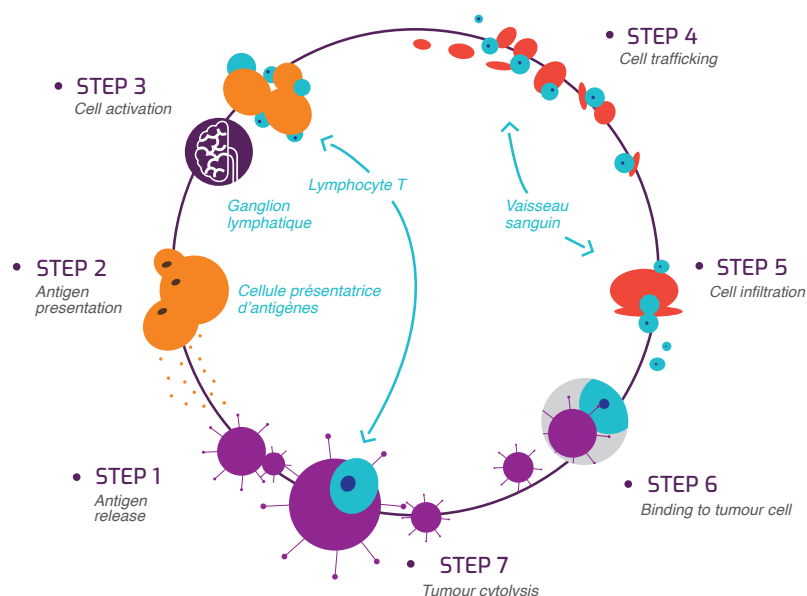 • STEP 1
Antigen
release
• STEP 2
Antigen
presentation
• STEP 3
Cell activation
• STEP 4
Cell trafficking
• STEP 5
Cell infiltration
• STEP 6
Binding to tumour cell
• STEP 7
Tumour cytolysis
Lymphocyte T
Ganglion
lymphatique
Cellule présentatrice
d'antigènes
Vaisseau
sanguin